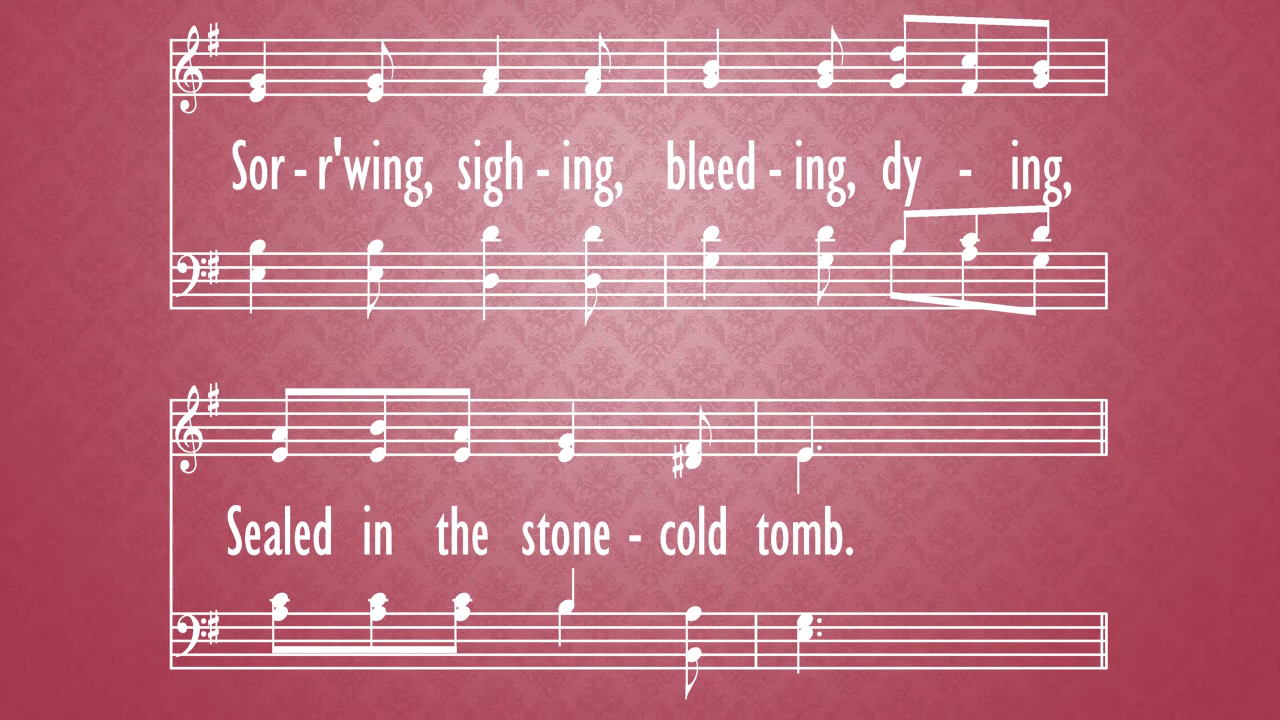 Sor - r'wing, sigh - ing, bleed - ing, dy - ing,
Sealed in the stone - cold tomb.